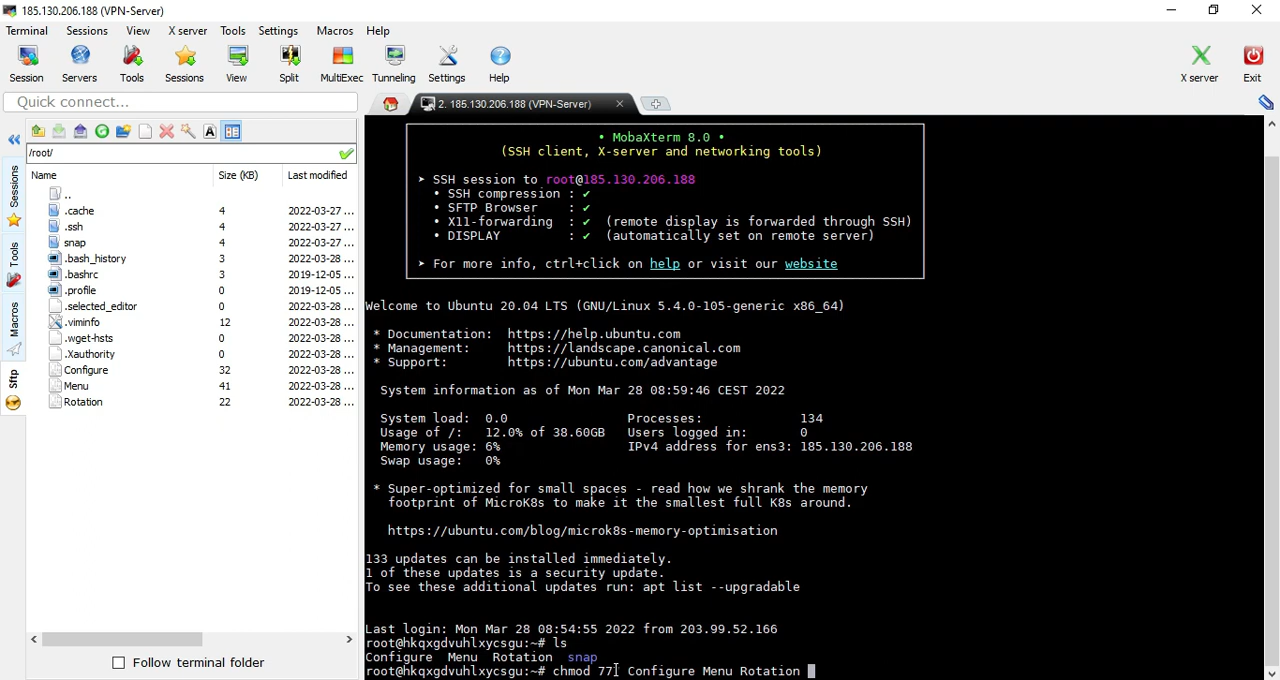 185.130.206.188 (VPN-Server)
Terminal Sessions View X server Tools Settings Macros Help
Session Servers Tools Sessions View Split MultiExec Tunneling Settings Help X server Exit
Quick connect...
2. 185.130.206.188 (VPN-Server)
/root/
Name Size (KB) Last modified
..
.cache 4 2022-03-27 ...
.ssh 4 2022-03-27 ...
snap 4 2022-03-27 ...
.bash_history 3 2022-03-28 ...
.bashrc 3 2019-12-05 ...
.profile 0 2019-12-05 ...
.selected_editor 0 2022-03-28 ...
.viminfo 12 2022-03-28 ...
.wget-hsts 0 2022-03-28 ...
.Xauthority 0 2022-03-28 ...
Configure 32 2022-03-28 ...
Menu 41 2022-03-28 ...
Rotation 22 2022-03-28 ...
Sessions
Tools
Macros
Sftp
Follow terminal folder
• MobaXterm 8.0 •
(SSH client, X-server and networking tools)
➤ SSH session to root@185.130.206.188
• SSH compression : ✔
• SFTP Browser : ✔
• X11-forwarding : ✔ (remote display is forwarded through SSH)
• DISPLAY : ✔ (automatically set on remote server)
➤ For more info, ctrl+click on help or visit our website
Welcome to Ubuntu 20.04 LTS (GNU/Linux 5.4.0-105-generic x86_64)
* Documentation: https://help.ubuntu.com
* Management: https://landscape.canonical.com
* Support: https://ubuntu.com/advantage
System information as of Mon Mar 28 08:59:46 CEST 2022
System load: 0.0 Processes: 134
Usage of /: 12.0% of 38.60GB Users logged in: 0
Memory usage: 6% IPv4 address for ens3: 185.130.206.188
Swap usage: 0%
* Super-optimized for small spaces - read how we shrank the memory
footprint of MicroK8s to make it the smallest full K8s around.
https://ubuntu.com/blog/microk8s-memory-optimisation
133 updates can be installed immediately.
1 of these updates is a security update.
To see these additional updates run: apt list --upgradable
Last login: Mon Mar 28 08:54:55 2022 from 203.99.52.166
root@hkqxgdvuhlxycsgu:~# ls
Configure Menu Rotation snap
root@hkqxgdvuhlxycsgu:~# chmod 777 Configure Menu Rotation